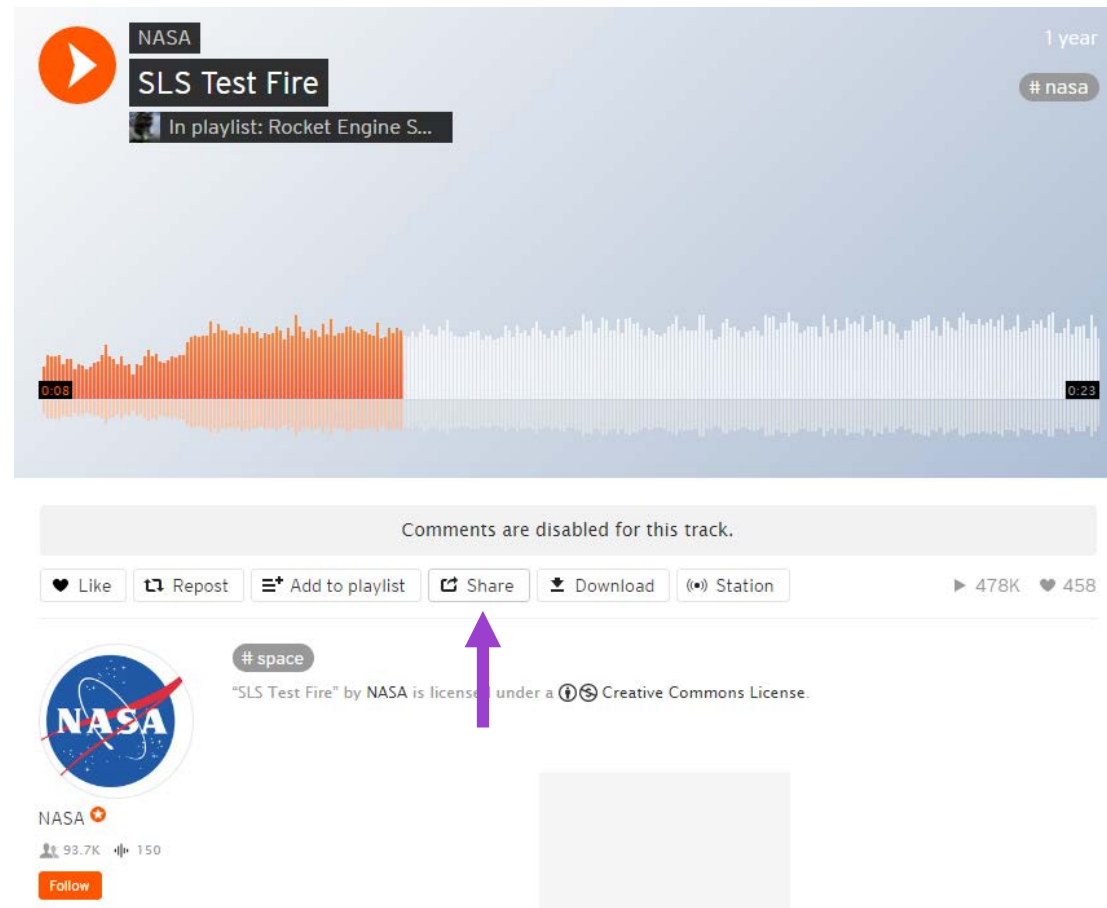 NASA
1 year
SLS Test Fire
# nasa
In playlist: Rocket Engine S...
0:08
0:23
Comments are disabled for this track.
Like Repost Add to playlist Share Download Station 478K 458
# space
“SLS Test Fire” by NASA is licensed under a Creative Commons License.
NASA
NASA
93.7K 150
Follow